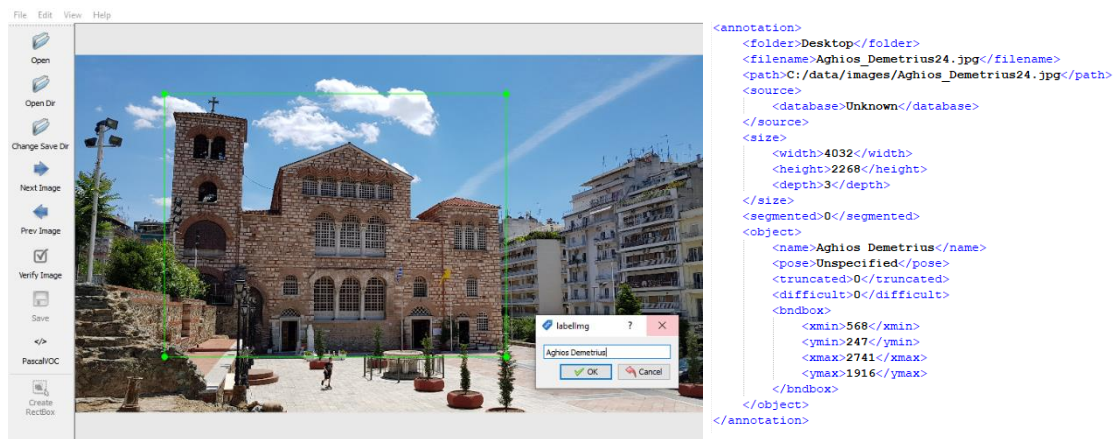 File Edit View Help
Open
Open Dir
Change Save Dir
Next Image
Prev Image
Verify Image
Save
</>
PascalVOC
Create
RectBox
labelImg ? ×
Aghios Demetrius
OK Cancel
<annotation>
<folder>Desktop</folder>
<filename>Aghios_Demetrius24.jpg</filename>
<path>C:/data/images/Aghios_Demetrius24.jpg</path>
<source>
<database>Unknown</database>
</source>
<size>
<width>4032</width>
<height>2268</height>
<depth>3</depth>
</size>
<segmented>0</segmented>
<object>
<name>Aghios Demetrius</name>
<pose>Unspecified</pose>
<truncated>0</truncated>
<difficult>0</difficult>
<bndbox>
<xmin>568</xmin>
<ymin>247</ymin>
<xmax>2741</xmax>
<ymax>1916</ymax>
</bndbox>
</object>
</annotation>